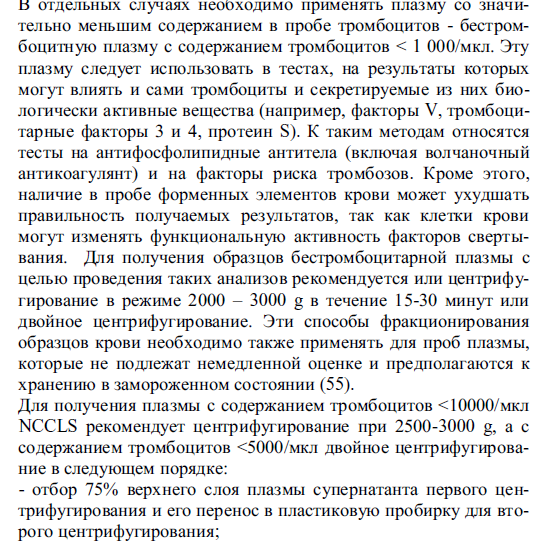 В отдельных случаях необходимо применять плазму со значи-
тельно меньшим содержанием в пробе тромбоцитов - бестром-
боцитную плазму с содержанием тромбоцитов < 1 000/мкл. Эту
плазму следует использовать в тестах, на результаты которых
могут влиять и сами тромбоциты и секретируемые из них био-
логически активные вещества (например, факторы V, тромбоци-
тарные факторы 3 и 4, протеин S). К таким методам относятся
тесты на антифосфолипидные антитела (включая волчаночный
антикоагулянт) и на факторы риска тромбозов. Кроме этого,
наличие в пробе форменных элементов крови может ухудшать
правильность получаемых результатов, так как клетки крови
могут изменять функциональную активность факторов сверты-
вания. Для получения образцов бестромбоцитарной плазмы с
целью проведения таких анализов рекомендуется или центрифу-
гирование в режиме 2000 – 3000 g в течение 15-30 минут или
двойное центрифугирование. Эти способы фракционирования
образцов крови необходимо также применять для проб плазмы,
которые не подлежат немедленной оценке и предполагаются к
хранению в замороженном состоянии (55).
Для получения плазмы с содержанием тромбоцитов <10000/мкл
NCCLS рекомендует центрифугирование при 2500-3000 g, а с
содержанием тромбоцитов <5000/мкл двойное центрифугирова-
ние в следующем порядке:
- отбор 75% верхнего слоя плазмы супернатанта первого цен-
трифугирования и его перенос в пластиковую пробирку для вто-
рого центрифугирования;